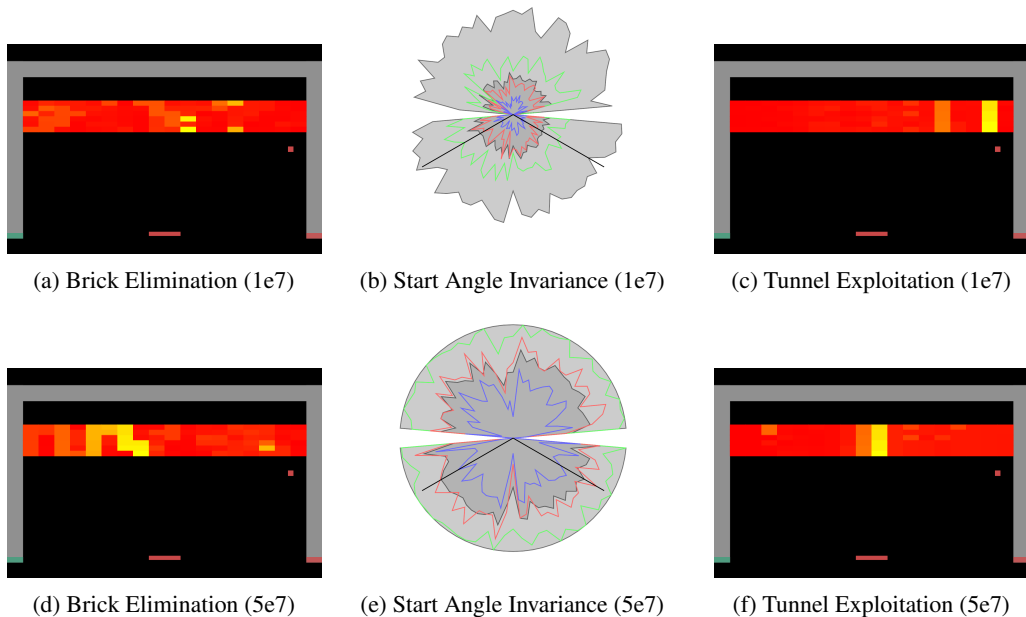 (a) Brick Elimination (1e7)
(b) Start Angle Invariance (1e7)
(c) Tunnel Exploitation (1e7)
(d) Brick Elimination (5e7)
(e) Start Angle Invariance (5e7)
(f) Tunnel Exploitation (5e7)